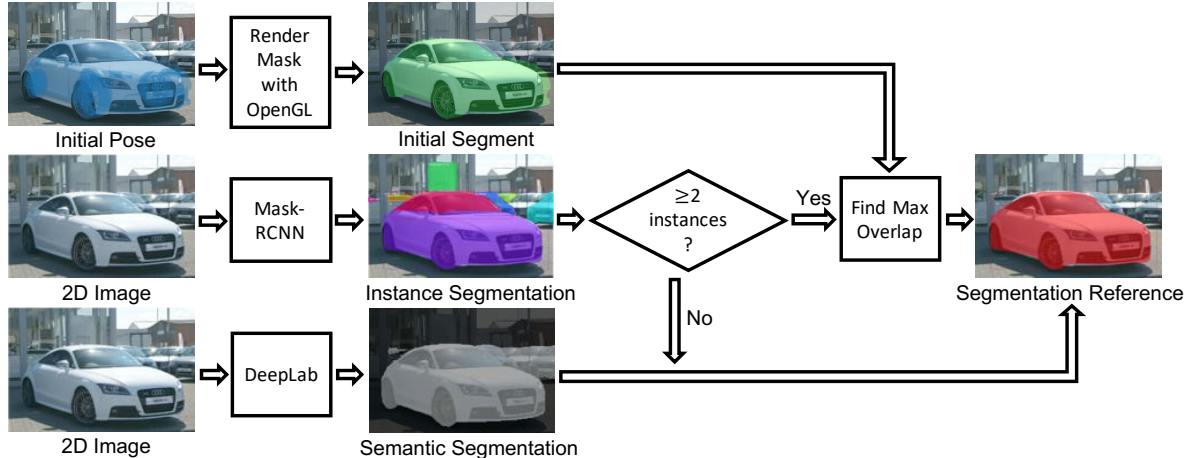 Render
Mask
with
OpenGL
Initial Pose
Initial Segment
Mask-
RCNN
≥2
instances
?
Yes
Find Max
Overlap
2D Image
Instance Segmentation
Segmentation Reference
No
DeepLab
2D Image
Semantic Segmentation